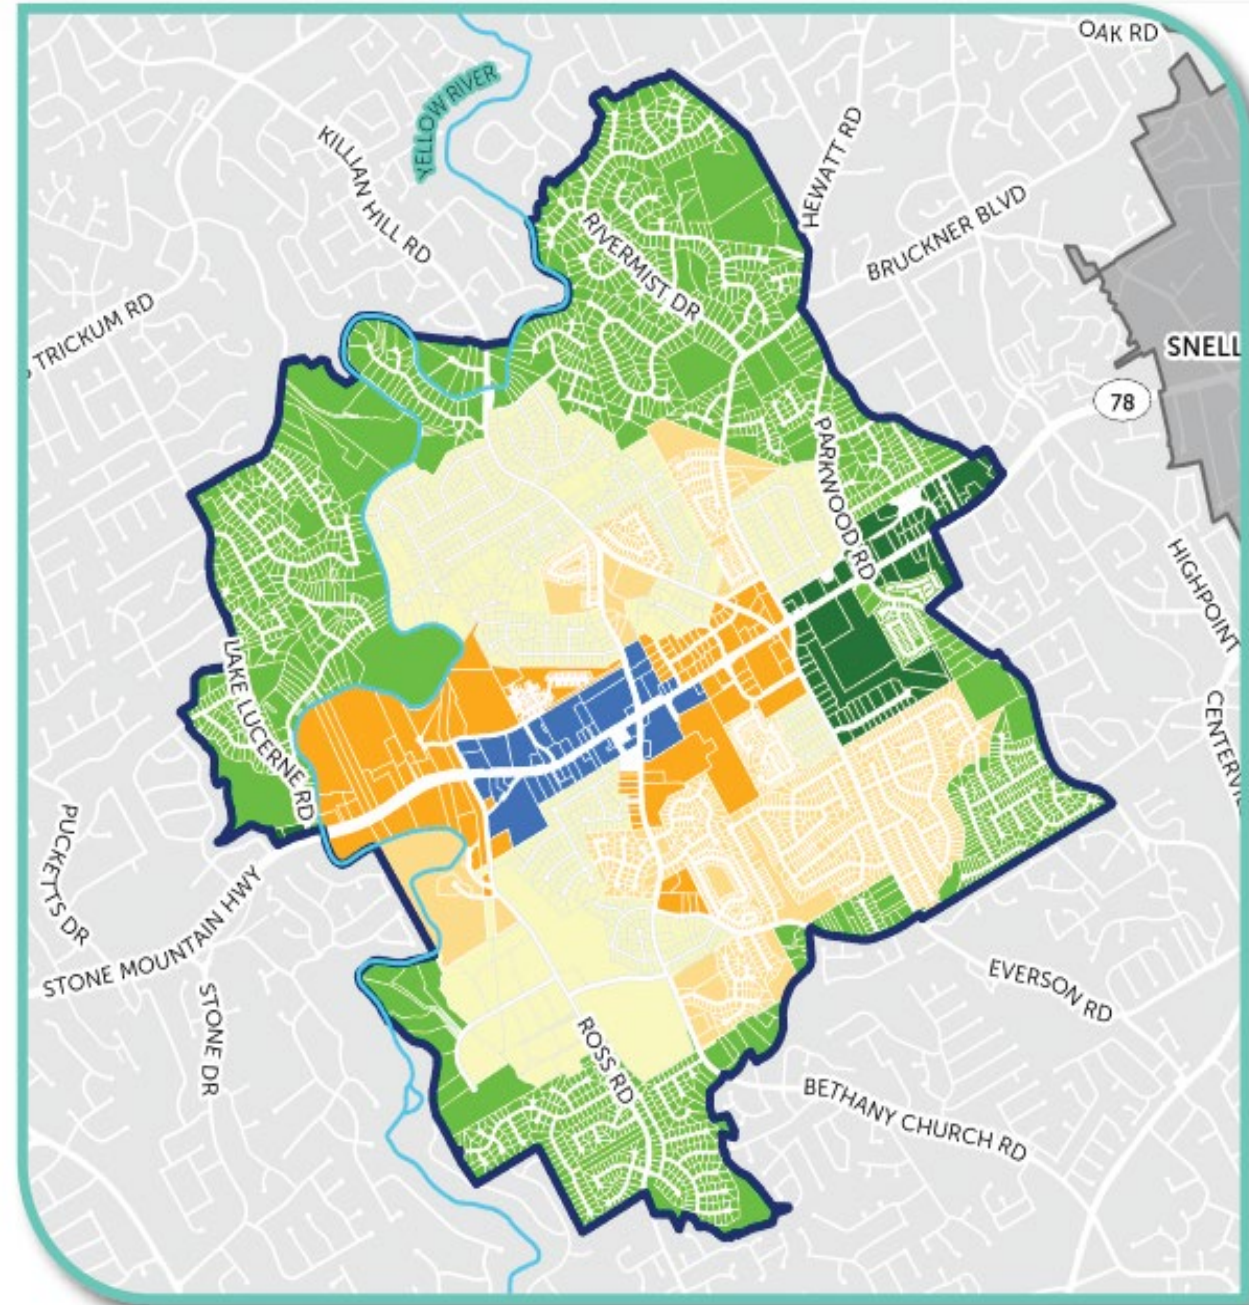 OAK RD
YELLOW RIVER
KILLIAN HILL RD
HEWATT RD
BRUCKNER BLVD
RIVERMIST DR
TRICKUM RD
SNELL
78
PARKWOOD RD
HIGHPOINT
LAKE LUCERNE RD
CENTERVI
PUCKETTS DR
STONE MOUNTAIN HWY
STONE DR
EVERSON RD
ROSS RD
BETHANY CHURCH RD